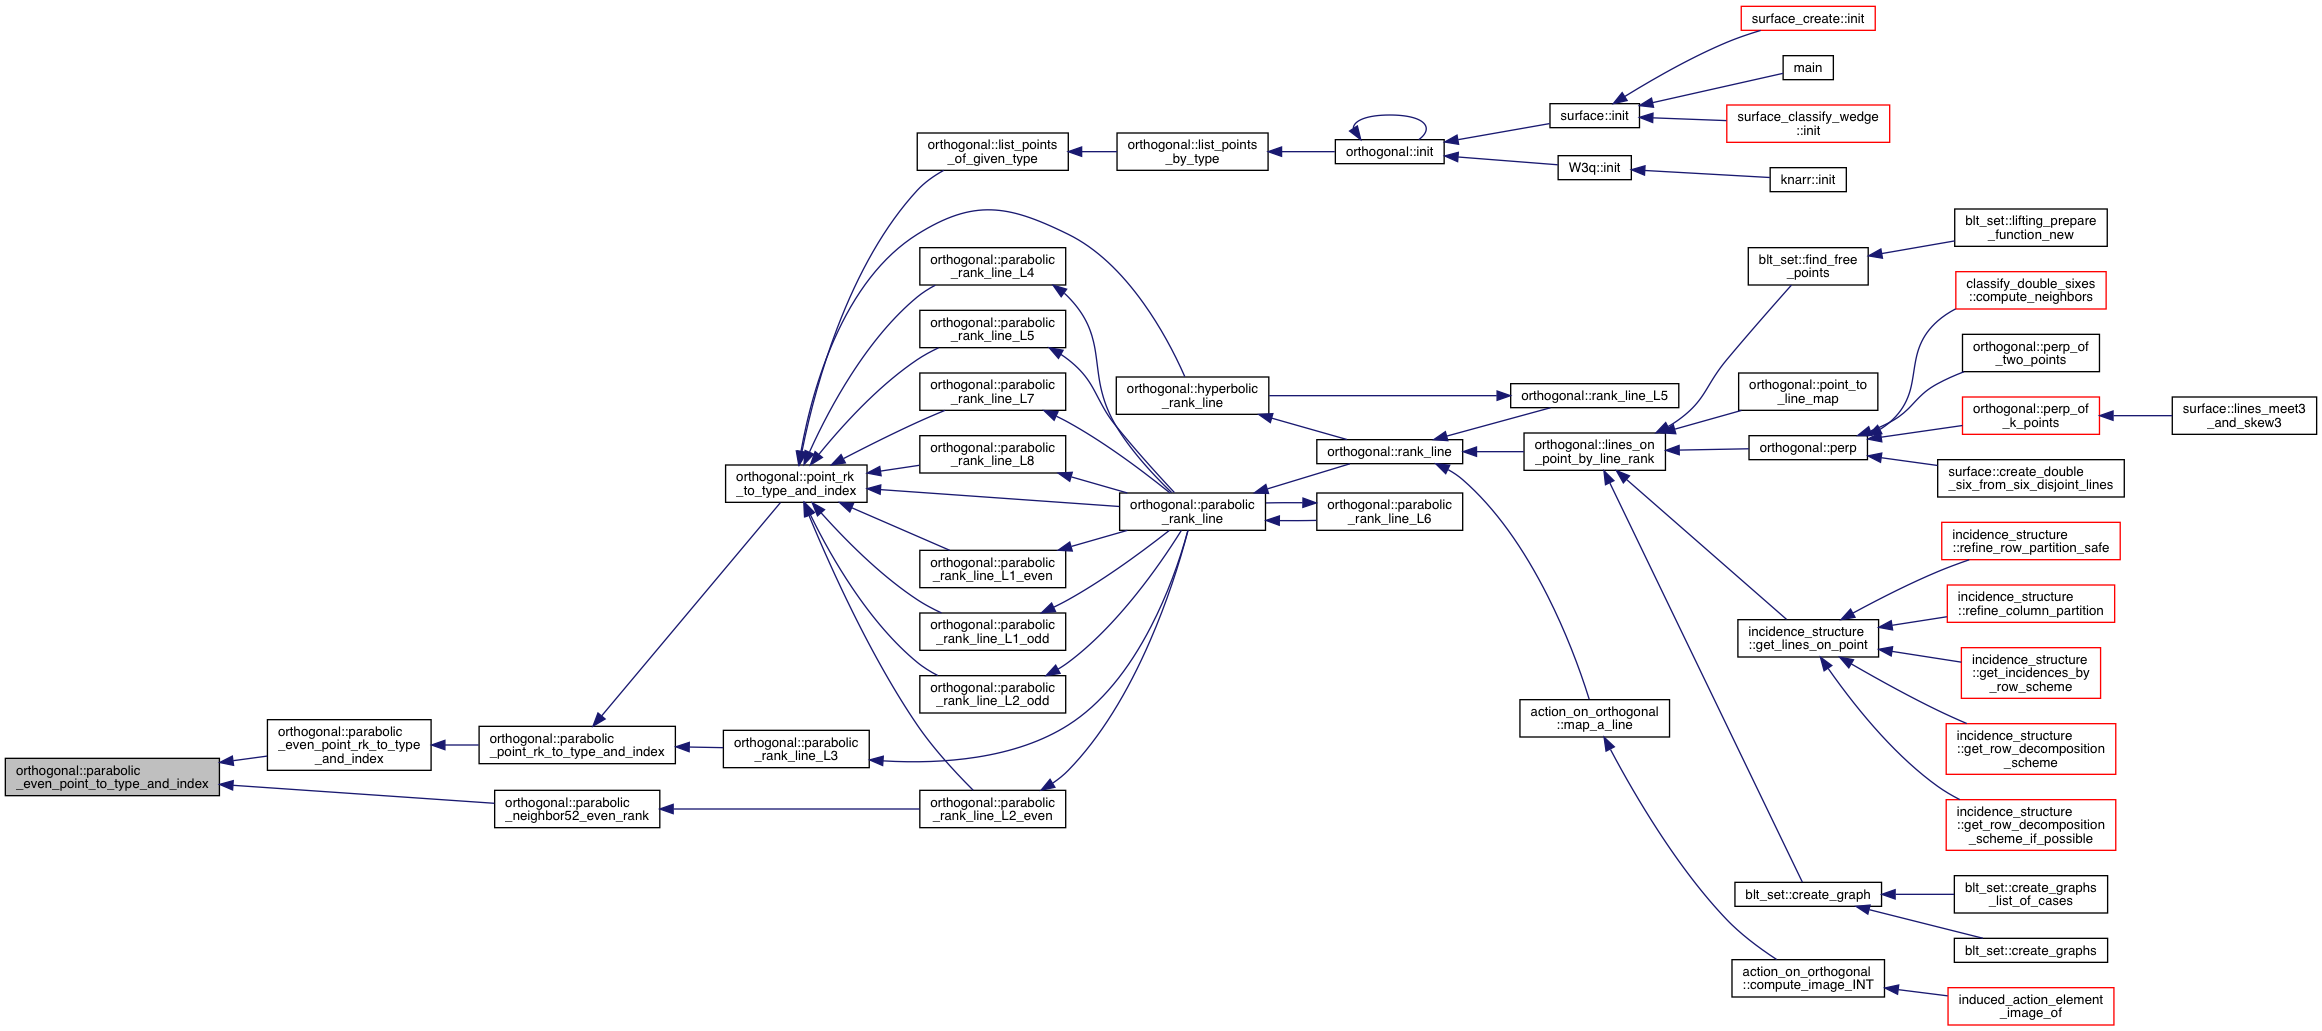 orthogonal::parabolic
_even_point_to_type_and_index
orthogonal::parabolic
_even_point_rk_to_type
_and_index
orthogonal::parabolic
_neighbor52_even_rank
orthogonal::parabolic
_point_rk_to_type_and_index
orthogonal::point_rk
_to_type_and_index
orthogonal::parabolic
_rank_line_L3
orthogonal::list_points
_of_given_type
orthogonal::parabolic
_rank_line_L4
orthogonal::parabolic
_rank_line_L5
orthogonal::parabolic
_rank_line_L7
orthogonal::parabolic
_rank_line_L8
orthogonal::parabolic
_rank_line_L1_even
orthogonal::parabolic
_rank_line_L1_odd
orthogonal::parabolic
_rank_line_L2_odd
orthogonal::parabolic
_rank_line_L2_even
orthogonal::list_points
_by_type
orthogonal::hyperbolic
_rank_line
orthogonal::parabolic
_rank_line
orthogonal::init
orthogonal::rank_line
orthogonal::parabolic
_rank_line_L6
surface::init
W3q::init
orthogonal::rank_line_L5
orthogonal::lines_on
_point_by_line_rank
action_on_orthogonal
::map_a_line
surface_create::init
main
surface_classify_wedge
::init
knarr::init
blt_set::find_free
_points
orthogonal::point_to
_line_map
orthogonal::perp
incidence_structure
::get_lines_on_point
blt_set::create_graph
action_on_orthogonal
::compute_image_INT
blt_set::lifting_prepare
_function_new
classify_double_sixes
::compute_neighbors
orthogonal::perp_of
_two_points
orthogonal::perp_of
_k_points
surface::create_double
_six_from_six_disjoint_lines
incidence_structure
::refine_row_partition_safe
incidence_structure
::refine_column_partition
incidence_structure
::get_incidences_by
_row_scheme
incidence_structure
::get_row_decomposition
_scheme
incidence_structure
::get_row_decomposition
_scheme_if_possible
blt_set::create_graphs
_list_of_cases
blt_set::create_graphs
induced_action_element
_image_of
surface::lines_meet3
_and_skew3